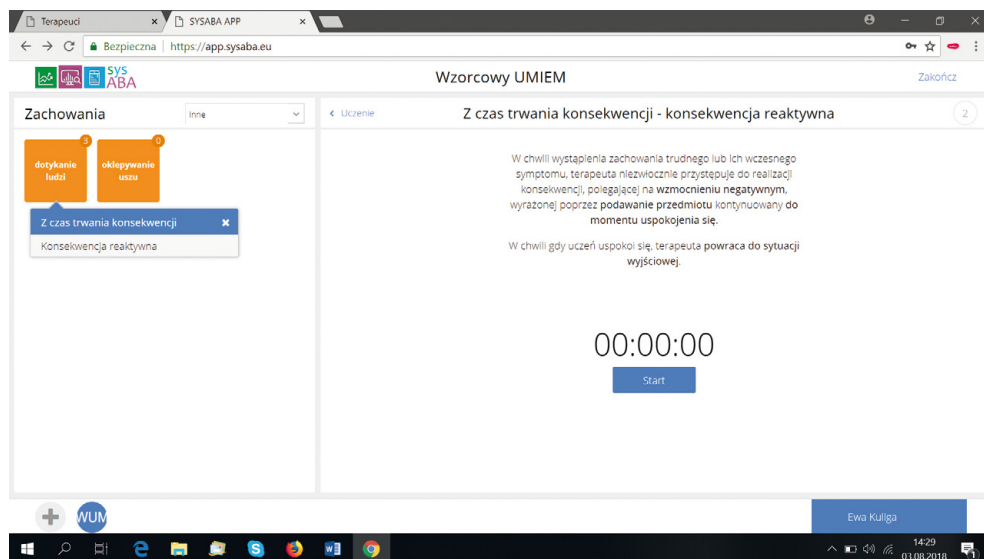 Terapeuci
SYSABA APP
Bezpieczna | https://app.sysaba.eu
sys
ABA
Wzorcowy UMIEM
Zakończ
Zachowania
Inne
Uczenie
Z czas trwania konsekwencji - konsekwencja reaktywna
2
3
0
dotykanie
ludzi
oklepywanie
uszu
Z czas trwania konsekwencji
Konsekwencja reaktywna
W chwili wystąpienia zachowania trudnego lub ich wczesnego
symptomu, terapeuta niezwłocznie przystępuje do realizacji
konsekwencji, polegającej na wzmocnieniu negatywnym,
wyrażonej poprzez podawanie przedmiotu kontynuowany do
momentu uspokojenia się.
W chwili gdy uczeń uspokoi się, terapeuta powraca do sytuacji
wyjściowej.
00:00:00
Start
WUM
Ewa Kuliga
14:29
03.08.2018